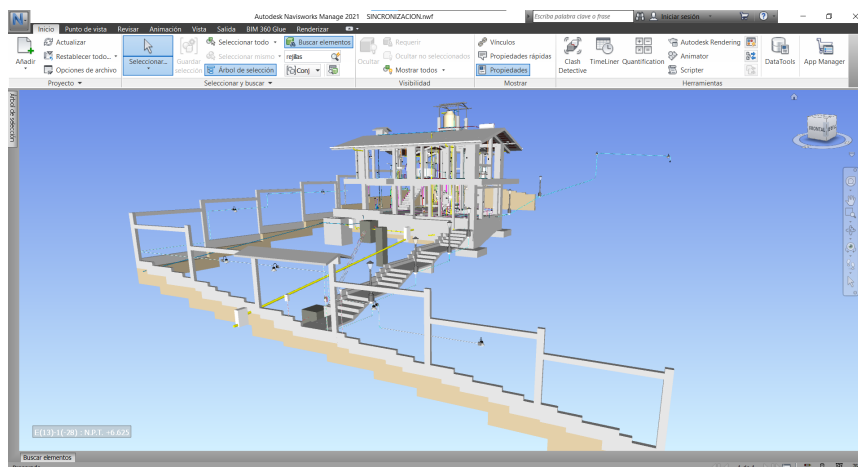 Autodesk Navisworks Manage 2021 SINCRONIZACION.nwf
Escriba palabra clave o frase
Iniciar sesión
Inicio Punto de vista Revisar Animación Vista Salida BIM 360 Glue Renderizar
Añadir
Actualizar
Restablecer todo...
Opciones de archivo
Seleccionar...
Guardar selección
Seleccionar todo
Seleccionar mismo
Árbol de selección
Buscar elementos
rejilas
Conj
Ocultar
Requerir
Ocultar no seleccionados
Mostrar todos
Vínculos
Propiedades rápidas
Propiedades
Clash Detective
TimeLiner
Quantification
Autodesk Rendering
Animator
Scripter
DataTools
App Manager
Proyecto
Seleccionar y buscar
Visibilidad
Mostrar
Herramientas
Árbol de selección
FRONTAL
E(13)-J(-28) : N.P.T. +6.625
Buscar elementos